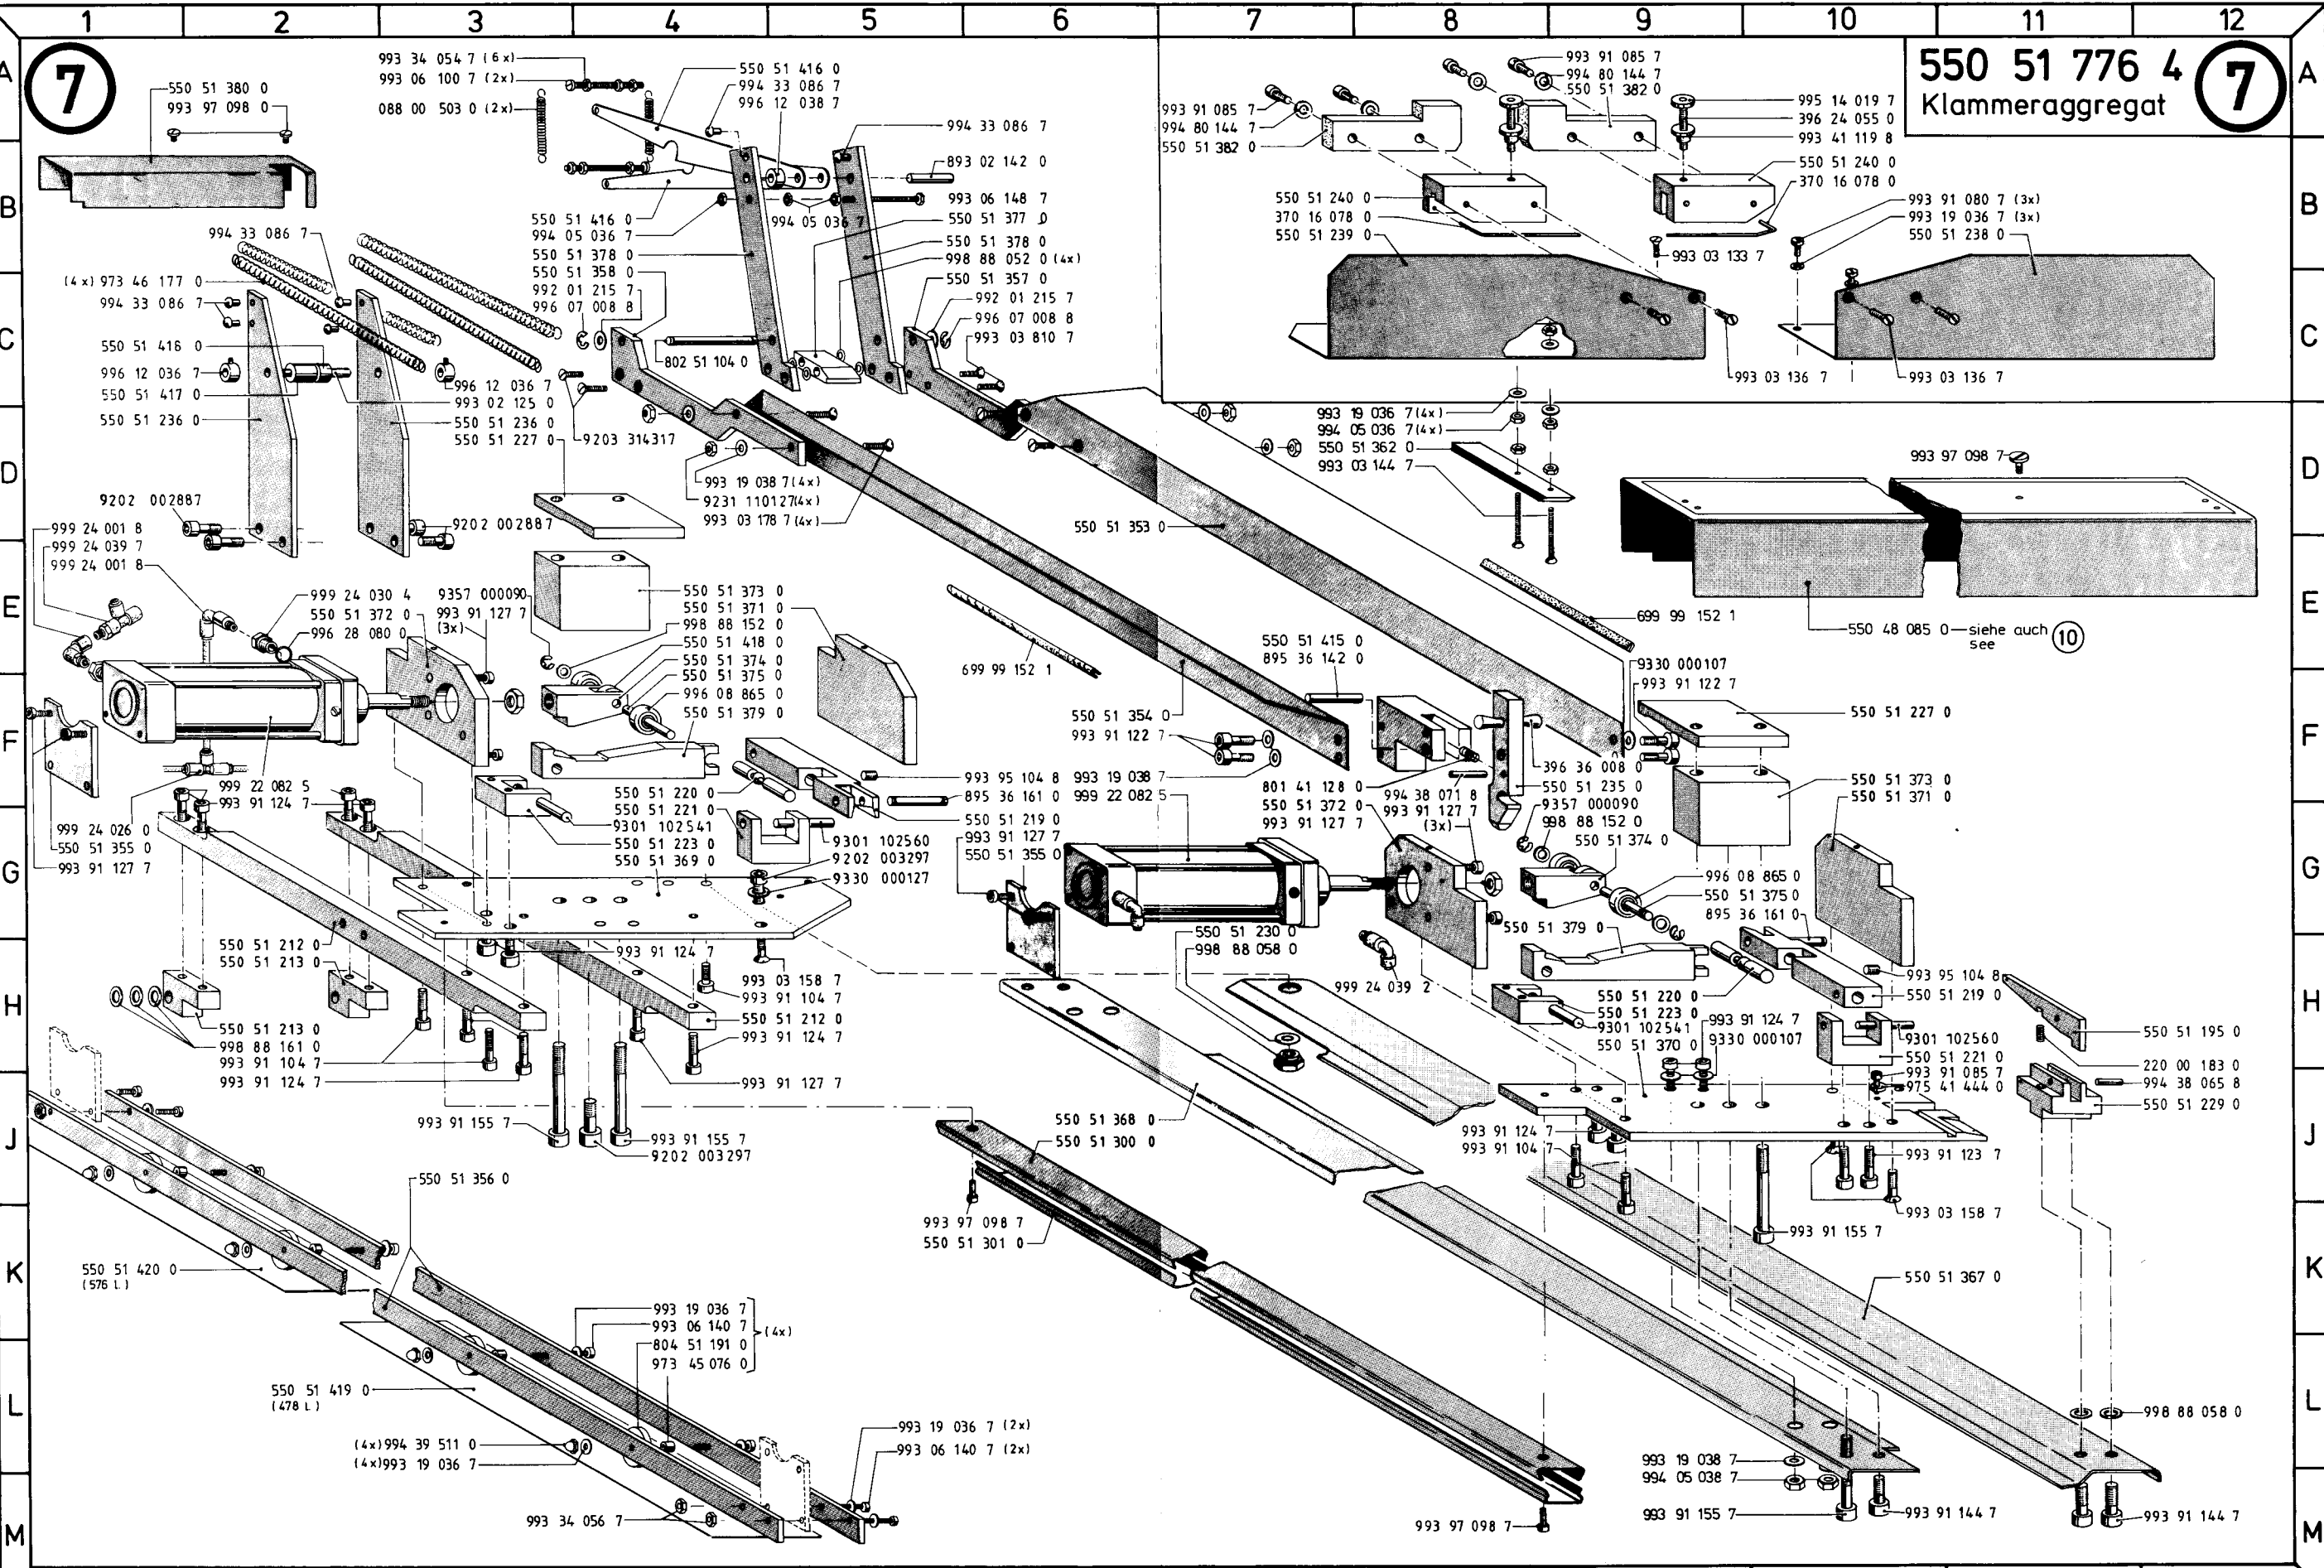 1 2 3 4 5 6 7 8 9 10 11 12
A
7
550 51 776 4
Klammeraggregat
7
A
550 51 380 0
993 97 098 0
993 34 054 7 (6x)
993 06 100 7 (2x)
088 00 503 0 (2x)
550 51 416 0
994 33 086 7
996 12 038 7
994 33 086 7
893 02 142 0
993 06 148 7
550 51 377 0
550 51 378 0
998 88 052 0 (4x)
550 51 357 0
992 01 215 7
996 07 008 8
993 03 810 7
994 05 036 7
550 51 416 0
994 05 036 7
550 51 378 0
550 51 358 0
992 01 215 7
996 07 008 8
802 51 104 0
993 91 085 7
994 80 144 7
550 51 382 0
993 91 085 7
994 80 144 7
550 51 382 0
995 14 019 7
396 24 055 0
993 41 119 8
550 51 240 0
370 16 078 0
550 51 240 0
370 16 078 0
550 51 239 0
993 03 133 7
993 91 080 7 (3x)
993 19 036 7 (3x)
550 51 238 0
993 03 136 7
993 03 136 7
B
B
994 33 086 7
(4x) 973 46 177 0
994 33 086 7
C
C
550 51 418 0
996 12 036 7
550 51 417 0
550 51 236 0
996 12 036 7
993 02 125 0
550 51 236 0
550 51 227 0
9203 314317
993 19 038 7 (4x)
9231 110127 (4x)
993 03 178 7 (4x)
993 19 036 7 (4x)
994 05 036 7 (4x)
550 51 362 0
993 03 144 7
993 97 098 7
D
D
9202 002887
9202 002887
550 51 353 0
999 24 001 8
999 24 039 7
999 24 001 8
E
E
999 24 030 4
550 51 372 0
996 28 080 0
9357 000090
993 91 127 7
(3x)
550 51 373 0
550 51 371 0
998 88 152 0
550 51 418 0
550 51 374 0
550 51 375 0
996 08 865 0
550 51 379 0
699 99 152 1
699 99 152 1
550 48 085 0 siehe auch
see
10
550 51 415 0
895 36 142 0
9330 000107
993 91 122 7
550 51 227 0
F
F
550 51 354 0
993 91 122 7
993 19 038 7
999 22 082 5
993 95 104 8
895 36 161 0
550 51 219 0
801 41 128 0
994 38 071 8
550 51 372 0
993 91 127 7
993 91 127 7
(3x)
396 36 008 0
550 51 235 0
9357 000090
998 88 152 0
550 51 374 0
550 51 373 0
550 51 371 0
999 22 082 5
993 91 124 7
999 24 026 0
550 51 355 0
993 91 127 7
550 51 220 0
550 51 221 0
9301 102541
550 51 223 0
550 51 369 0
9301 102560
9202 003297
9330 000127
993 91 127 7
550 51 355 0
996 08 865 0
550 51 375 0
895 36 161 0
G
G
550 51 212 0
550 51 213 0
993 91 124 7
993 03 158 7
993 91 104 7
550 51 212 0
993 91 124 7
550 51 230 0
998 88 058 0
999 24 039 2
550 51 379 0
993 95 104 8
550 51 219 0
550 51 220 0
550 51 223 0
9301 102541
550 51 370 0
993 91 124 7
9330 000107
9301 102560
550 51 221 0
993 91 085 7
975 41 444 0
H
H
550 51 213 0
998 88 161 0
993 91 104 7
993 91 124 7
993 91 127 7
550 51 195 0
220 00 183 0
994 38 065 8
550 51 229 0
J
J
993 91 155 7
993 91 155 7
9202 003297
550 51 368 0
550 51 300 0
993 91 124 7
993 91 104 7
993 91 123 7
993 03 158 7
550 51 356 0
993 97 098 7
550 51 301 0
993 91 155 7
K
K
550 51 420 0
(576 L.)
550 51 367 0
993 19 036 7
993 06 140 7
804 51 191 0
973 45 076 0
(4x)
L
L
550 51 419 0
(478 L)
(4x) 994 39 511 0
(4x) 993 19 036 7
993 19 036 7 (2x)
993 06 140 7 (2x)
998 88 058 0
993 19 038 7
994 05 038 7
M
M
993 34 056 7
993 97 098 7
993 91 155 7
993 91 144 7
993 91 144 7